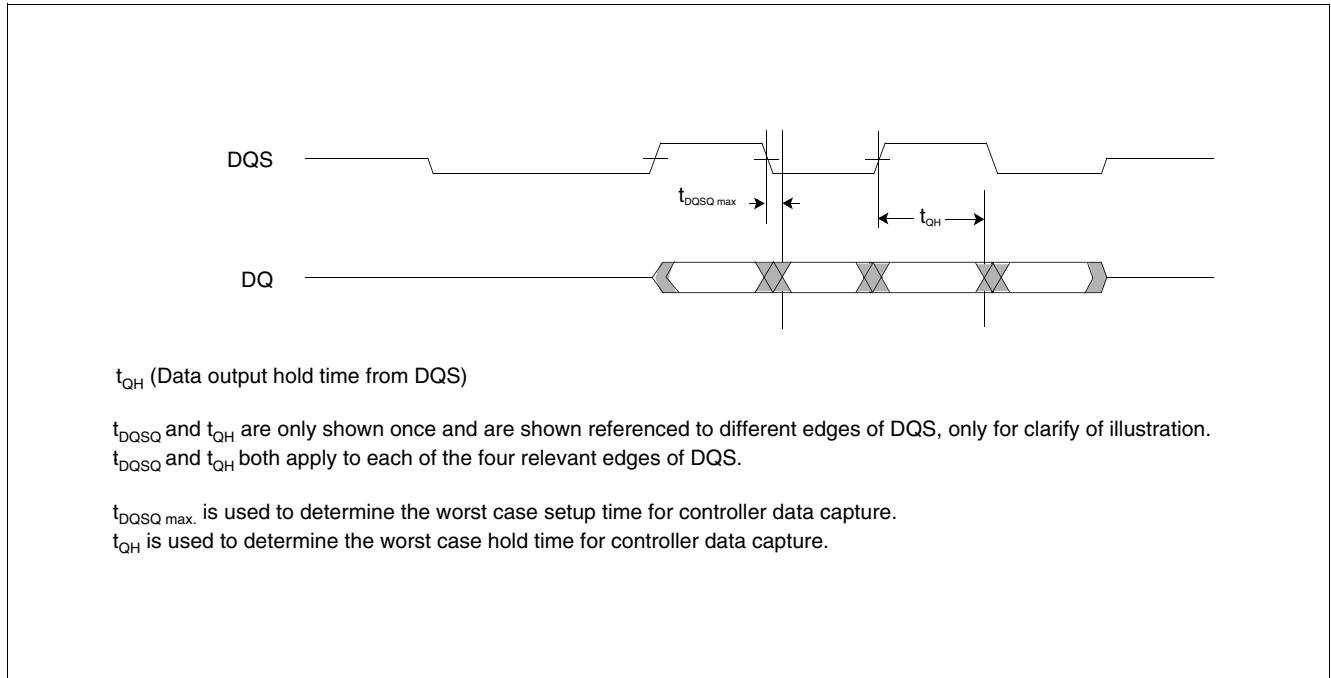 DQS
tDQSQ max
tQH
DQ
tQH (Data output hold time from DQS)
tDQSQ and tQH are only shown once and are shown referenced to different edges of DQS, only for clarify of illustration.
tDQSQ and tQH both apply to each of the four relevant edges of DQS.
tDQSQ max. is used to determine the worst case setup time for controller data capture.
tQH is used to determine the worst case hold time for controller data capture.